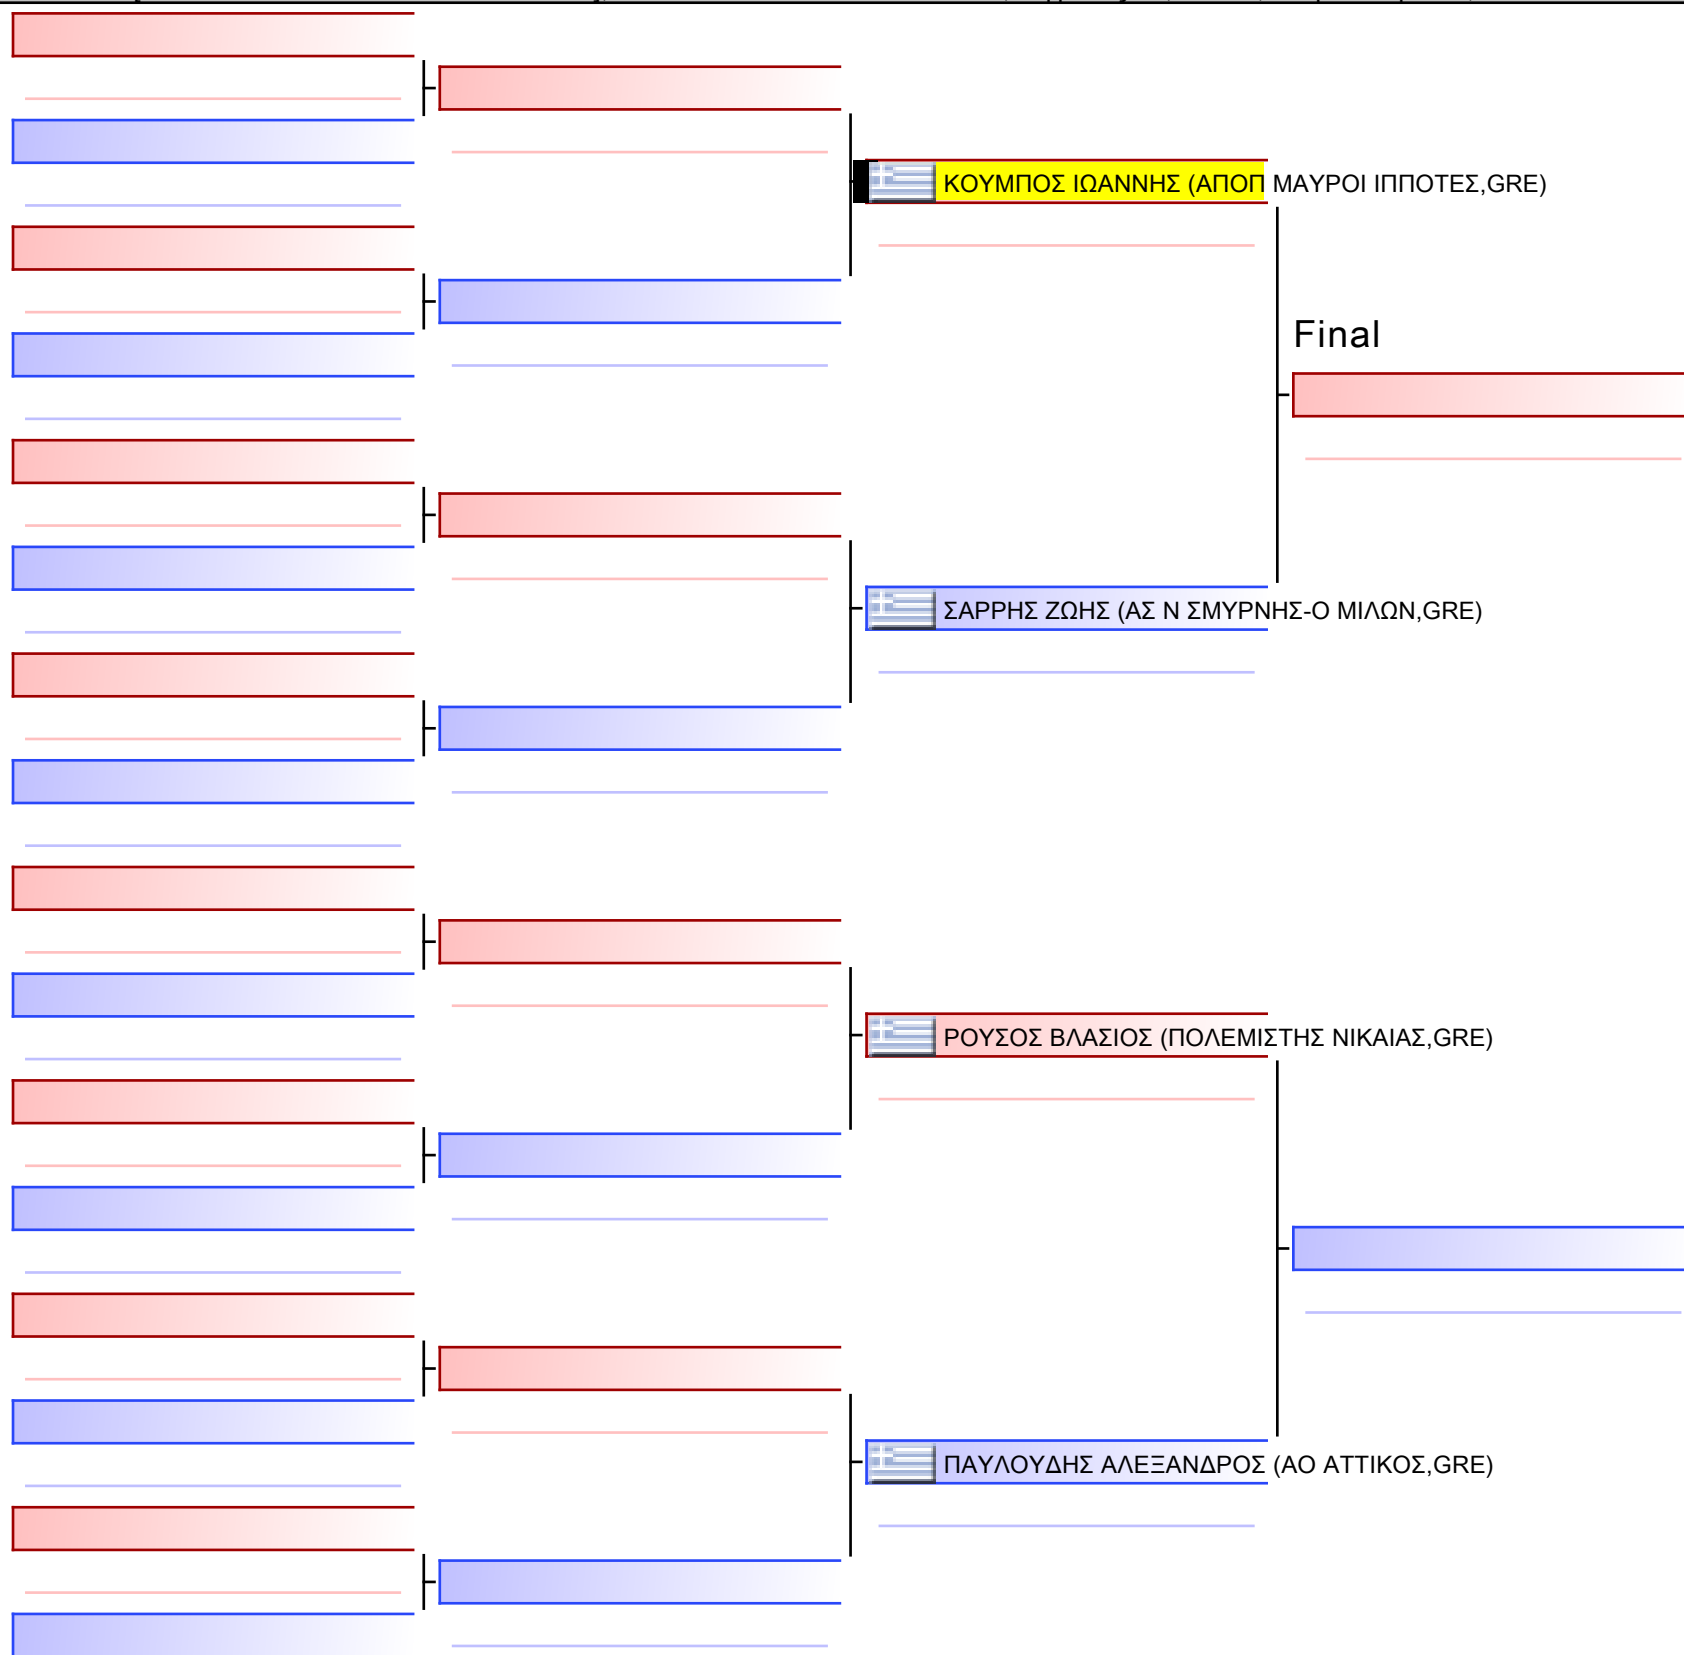 ΚΟΥΜΠΟΣ ΙΩΑΝΝΗΣ (ΑΠΟΠ ΜΑΥΡΟΙ ΙΠΠΟΤΕΣ,GRE)
Final
ΣΑΡΡΗΣ ΖΩΗΣ (ΑΣ Ν ΣΜΥΡΝΗΣ-Ο ΜΙΛΩΝ,GRE)
ΡΟΥΣΟΣ ΒΛΑΣΙΟΣ (ΠΟΛΕΜΙΣΤΗΣ ΝΙΚΑΙΑΣ,GRE)
ΠΑΥΛΟΥΔΗΣ ΑΛΕΞΑΝΔΡΟΣ (ΑΟ ΑΤΤΙΚΟΣ,GRE)